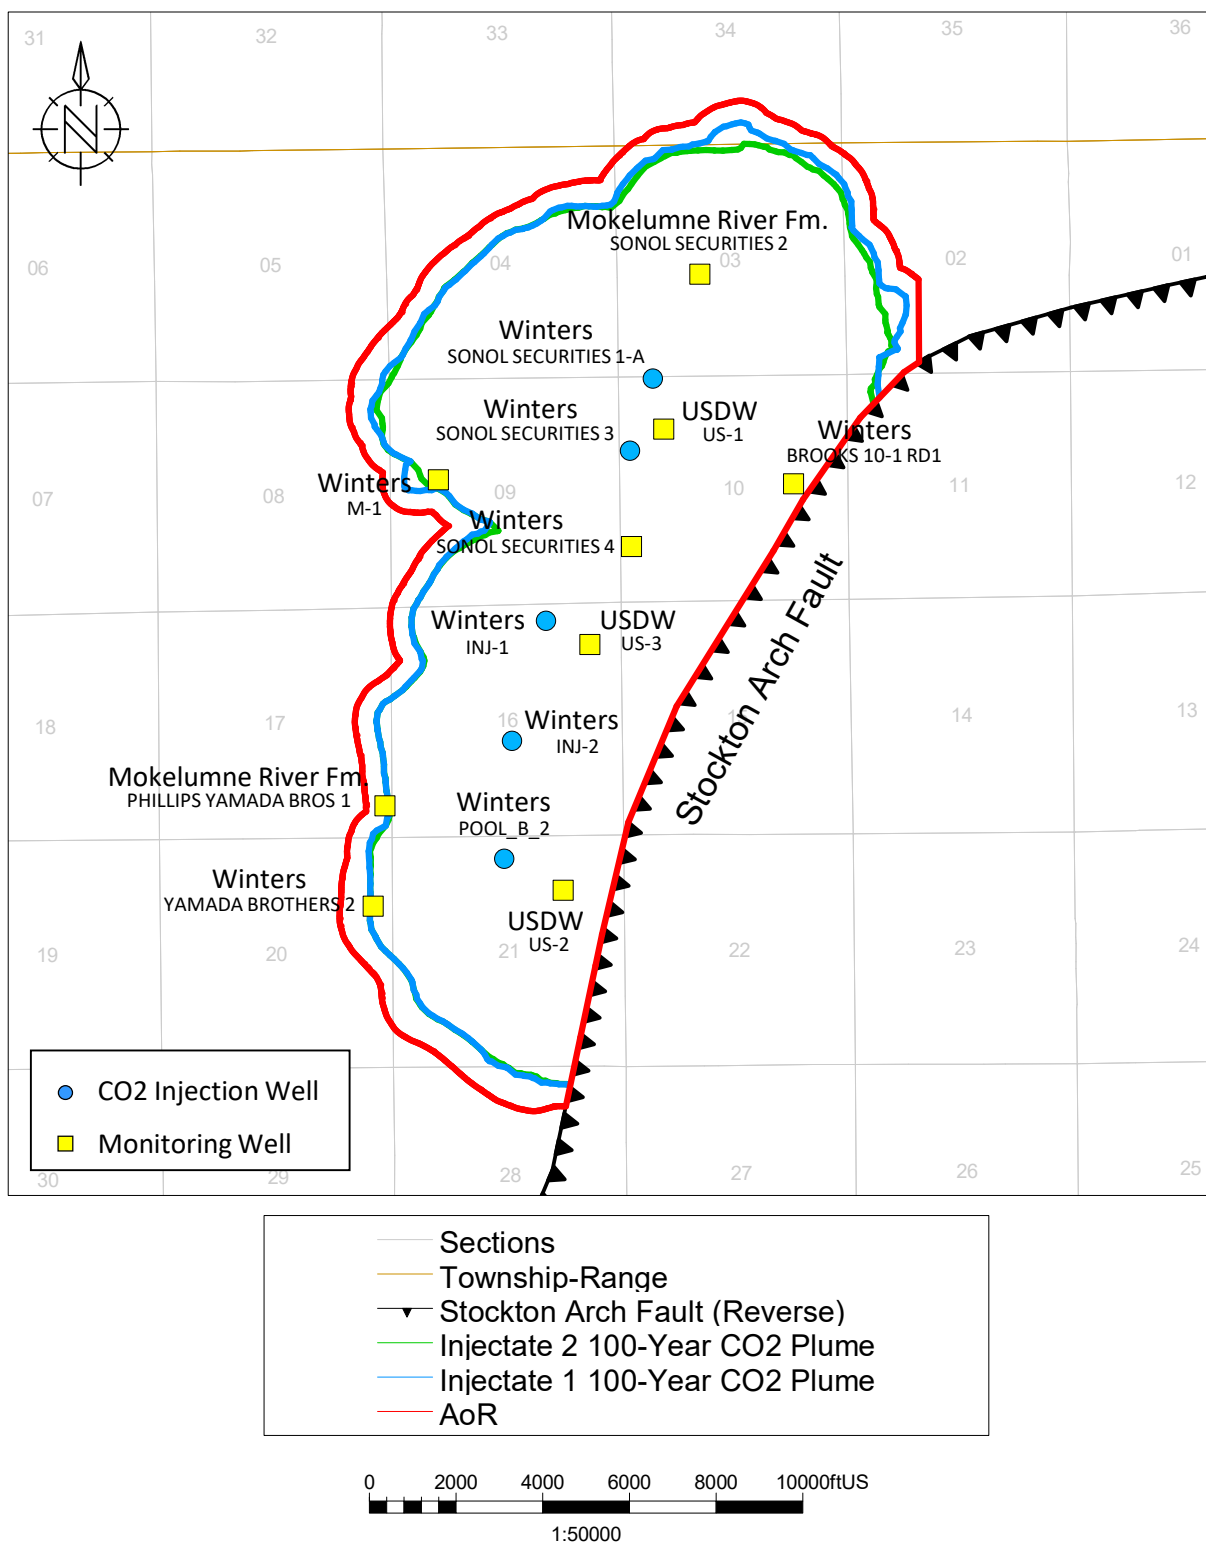 31
32
33
34
35
36
N
Mokelumne River Fm.
SONOL SECURITIES 2
06
05
04
03
02
01
Winters
SONOL SECURITIES 1-A
Winters
SONOL SECURITIES 3
USDW
US-1
Winters
BROOKS 10-1 RD1
Winters
M-1
07
08
09
10
11
12
Winters
SONOL SECURITIES 4
Winters
INJ-1
USDW
US-3
Stockton Arch Fault
18
17
16
14
13
Winters
INJ-2
Mokelumne River Fm.
PHILLIPS YAMADA BROS 1
Winters
POOL_B_2
Winters
YAMADA BROTHERS 2
USDW
US-2
19
20
21
22
23
24
CO2 Injection Well
Monitoring Well
30
29
28
27
26
25
Sections
Township-Range
Stockton Arch Fault (Reverse)
Injectate 2 100-Year CO2 Plume
Injectate 1 100-Year CO2 Plume
AoR
0 2000 4000 6000 8000 10000ftUS
1:50000